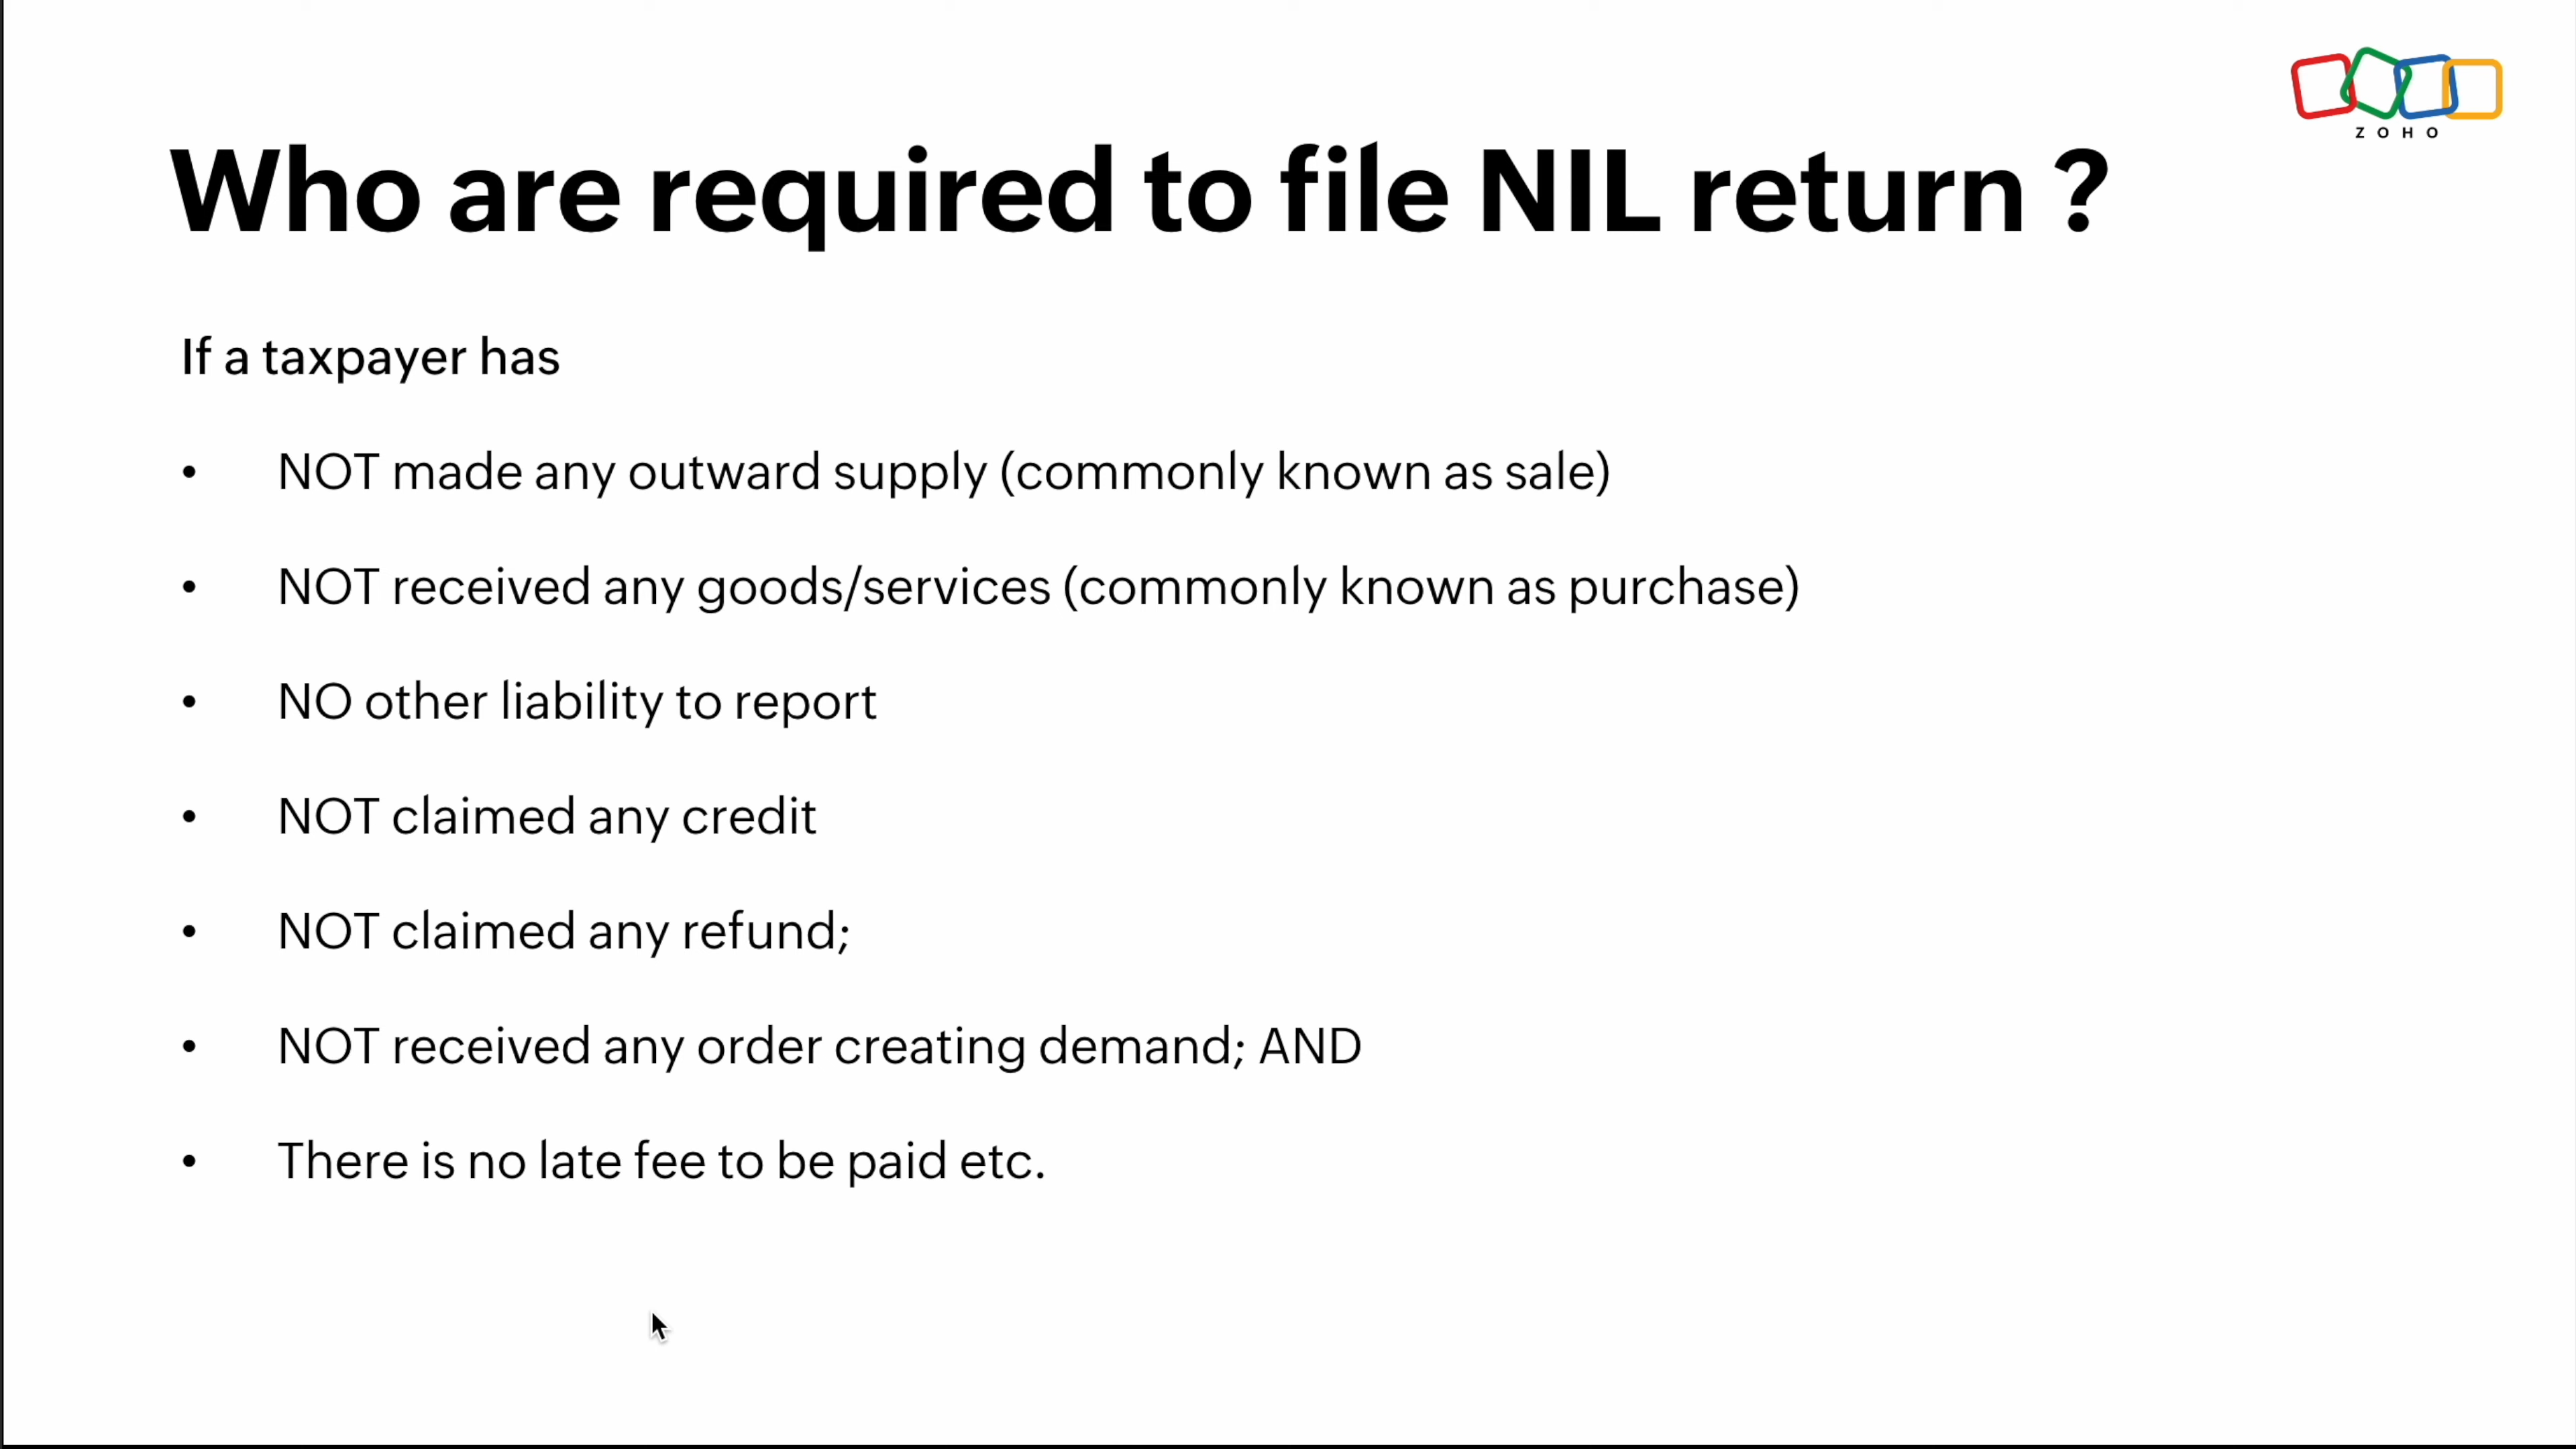 ZOHO
Who are required to file NIL return ?
If a taxpayer has
• NOT made any outward supply (commonly known as sale)
• NOT received any goods/services (commonly known as purchase)
• NO other liability to report
• NOT claimed any credit
• NOT claimed any refund;
• NOT received any order creating demand; AND
• There is no late fee to be paid etc.